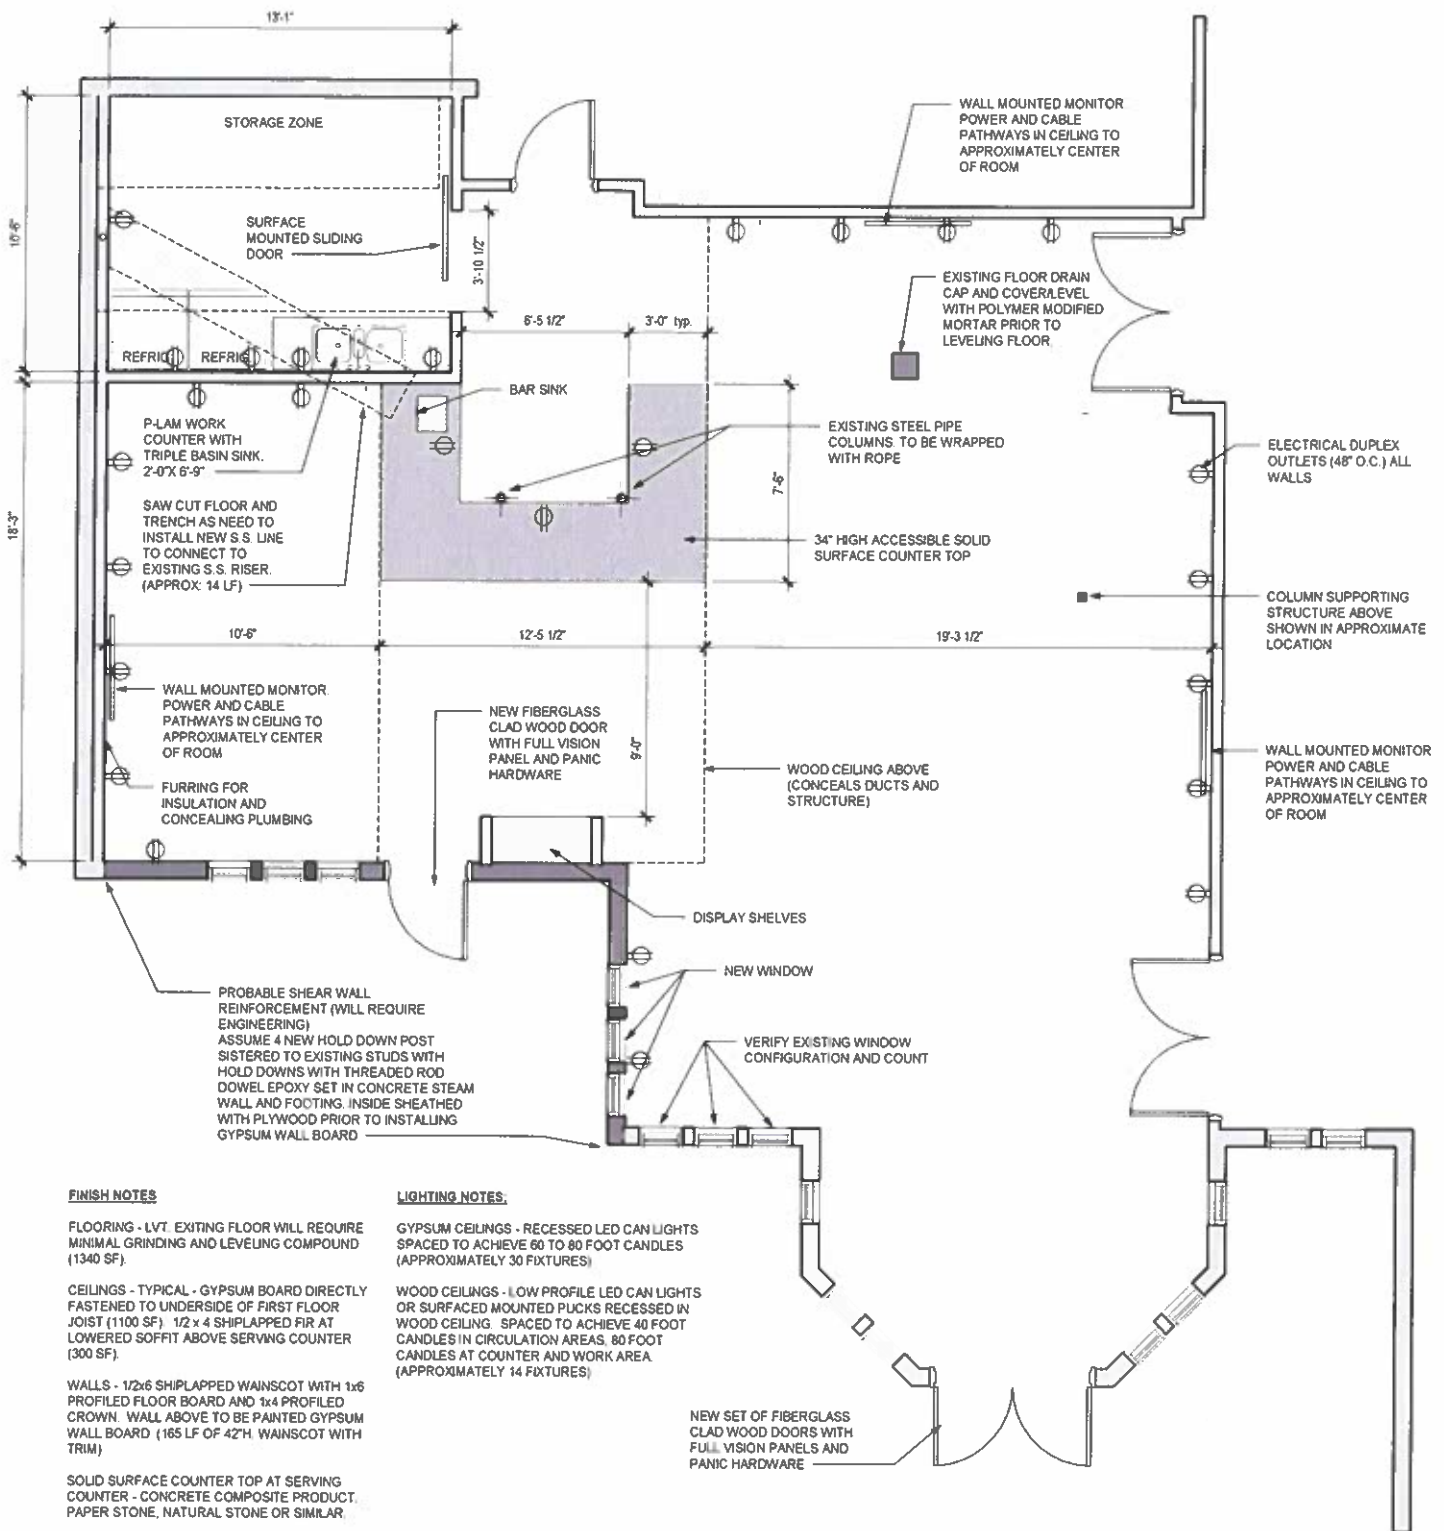 13'-1"
STORAGE ZONE
WALL MOUNTED MONITOR
POWER AND CABLE
PATHWAYS IN CEILING TO
APPROXIMATELY CENTER
OF ROOM
10'-6"
SURFACE
MOUNTED SLIDING
DOOR
3'-10 1/2"
EXISTING FLOOR DRAIN
CAP AND COVER/LEVEL
WITH POLYMER MODIFIED
MORTAR PRIOR TO
LEVELING FLOOR.
6'-5 1/2"
3'-0" typ.
REFRIG
REFRIG
BAR SINK
P-LAM WORK
COUNTER WITH
TRIPLE BASIN SINK.
2'-0"X 6'-9"
EXISTING STEEL PIPE
COLUMNS. TO BE WRAPPED
WITH ROPE
ELECTRICAL DUPLEX
OUTLETS (48" O.C.) ALL
WALLS
7'-6"
18'-3"
SAW CUT FLOOR AND
TRENCH AS NEED TO
INSTALL NEW S.S. LINE
TO CONNECT TO
EXISTING S.S. RISER.
(APPROX: 14 LF)
34" HIGH ACCESSIBLE SOLID
SURFACE COUNTER TOP
COLUMN SUPPORTING
STRUCTURE ABOVE
SHOWN IN APPROXIMATE
LOCATION
10'-6"
12'-5 1/2"
19'-3 1/2"
WALL MOUNTED MONITOR.
POWER AND CABLE
PATHWAYS IN CEILING TO
APPROXIMATELY CENTER
OF ROOM
NEW FIBERGLASS
CLAD WOOD DOOR
WITH FULL VISION
PANEL AND PANIC
HARDWARE
9'-0"
WOOD CEILING ABOVE
(CONCEALS DUCTS AND
STRUCTURE)
WALL MOUNTED MONITOR
POWER AND CABLE
PATHWAYS IN CEILING TO
APPROXIMATELY CENTER
OF ROOM
FURRING FOR
INSULATION AND
CONCEALING PLUMBING
DISPLAY SHELVES
NEW WINDOW
PROBABLE SHEAR WALL
REINFORCEMENT (WILL REQUIRE
ENGINEERING)
ASSUME 4 NEW HOLD DOWN POST
SISTERED TO EXISTING STUDS WITH
HOLD DOWNS WITH THREADED ROD
DOWEL EPOXY SET IN CONCRETE STEAM
WALL AND FOOTING. INSIDE SHEATHED
WITH PLYWOOD PRIOR TO INSTALLING
GYPSUM WALL BOARD
VERIFY EXISTING WINDOW
CONFIGURATION AND COUNT
FINISH NOTES
FLOORING - LVT. EXITING FLOOR WILL REQUIRE
MINIMAL GRINDING AND LEVELING COMPOUND
(1340 SF).
CEILINGS - TYPICAL - GYPSUM BOARD DIRECTLY
FASTENED TO UNDERSIDE OF FIRST FLOOR
JOIST (1100 SF). 1/2 x 4 SHIPLAPPED FIR AT
LOWERED SOFFIT ABOVE SERVING COUNTER
(300 SF).
WALLS - 1/2x6 SHIPLAPPED WAINSCOT WITH 1x6
PROFILED FLOOR BOARD AND 1x4 PROFILED
CROWN. WALL ABOVE TO BE PAINTED GYPSUM
WALL BOARD (165 LF OF 42"H. WAINSCOT WITH
TRIM)
SOLID SURFACE COUNTER TOP AT SERVING
COUNTER - CONCRETE COMPOSITE PRODUCT,
PAPER STONE, NATURAL STONE OR SIMILAR.
LIGHTING NOTES:
GYPSUM CEILINGS - RECESSED LED CAN LIGHTS
SPACED TO ACHIEVE 60 TO 80 FOOT CANDLES
(APPROXIMATELY 30 FIXTURES)
WOOD CEILINGS - LOW PROFILE LED CAN LIGHTS
OR SURFACED MOUNTED PUCKS RECESSED IN
WOOD CEILING. SPACED TO ACHIEVE 40 FOOT
CANDLES IN CIRCULATION AREAS, 80 FOOT
CANDLES AT COUNTER AND WORK AREA.
(APPROXIMATELY 14 FIXTURES)
NEW SET OF FIBERGLASS
CLAD WOOD DOORS WITH
FULL VISION PANELS AND
PANIC HARDWARE